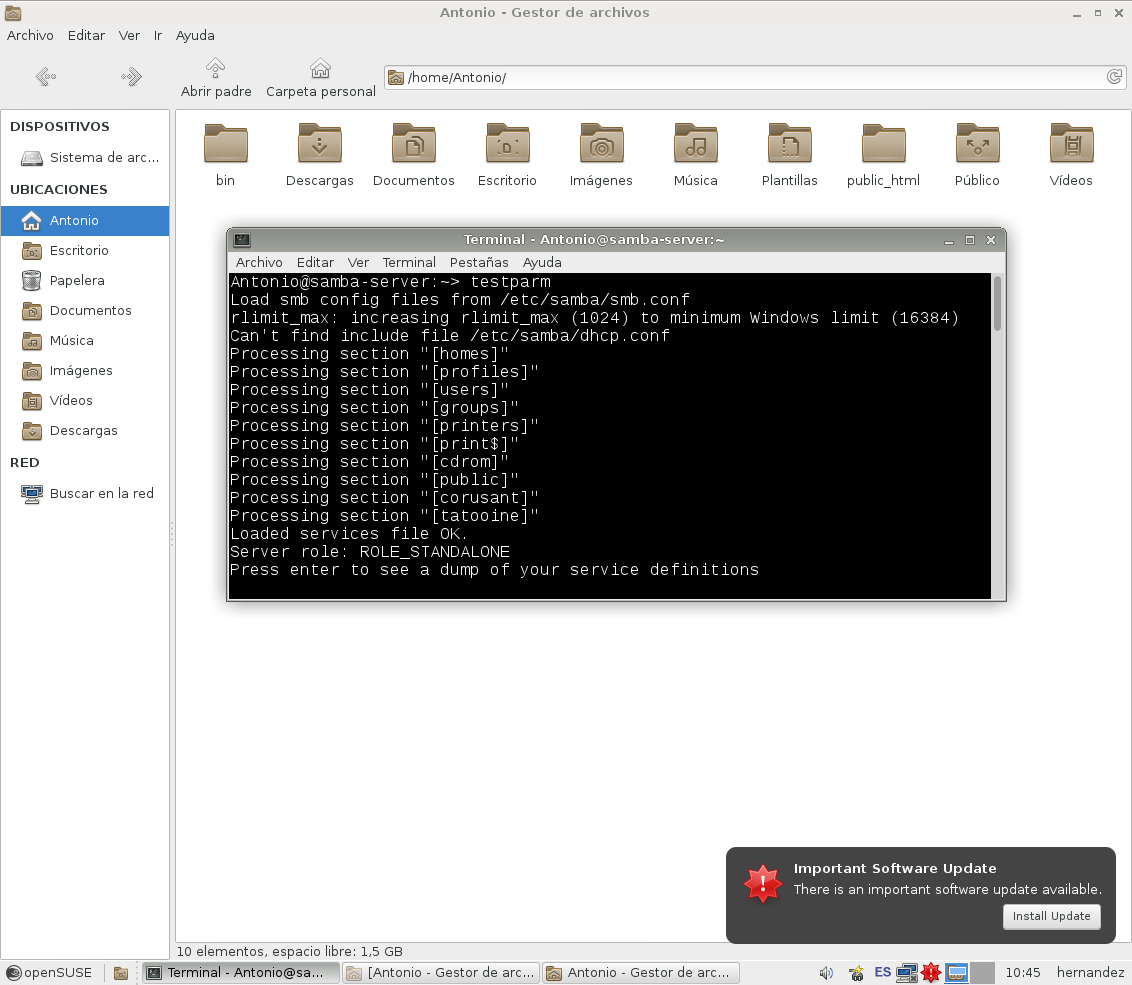 Antonio - Gestor de archivos
Archivo Editar Ver Ir Ayuda
Abrir padre Carpeta personal /home/Antonio/
DISPOSITIVOS
Sistema de arc...
UBICACIONES
Antonio
Escritorio
Papelera
Documentos
Música
Imágenes
Vídeos
Descargas
RED
Buscar en la red
bin Descargas Documentos Escritorio Imágenes Música Plantillas public_html Público Vídeos
Terminal - Antonio@samba-server:~
Archivo Editar Ver Terminal Pestañas Ayuda
Antonio@samba-server:~> testparm
Load smb config files from /etc/samba/smb.conf
rlimit_max: increasing rlimit_max (1024) to minimum Windows limit (16384)
Can't find include file /etc/samba/dhcp.conf
Processing section "[homes]"
Processing section "[profiles]"
Processing section "[users]"
Processing section "[groups]"
Processing section "[printers]"
Processing section "[print$]"
Processing section "[cdrom]"
Processing section "[public]"
Processing section "[corusant]"
Processing section "[tatooine]"
Loaded services file OK.
Server role: ROLE_STANDALONE
Press enter to see a dump of your service definitions
Important Software Update
There is an important software update available.
Install Update
10 elementos, espacio libre: 1,5 GB
openSUSE Terminal - Antonio@sa... [Antonio - Gestor de arc... Antonio - Gestor de arc... ES 10:45 hernandez